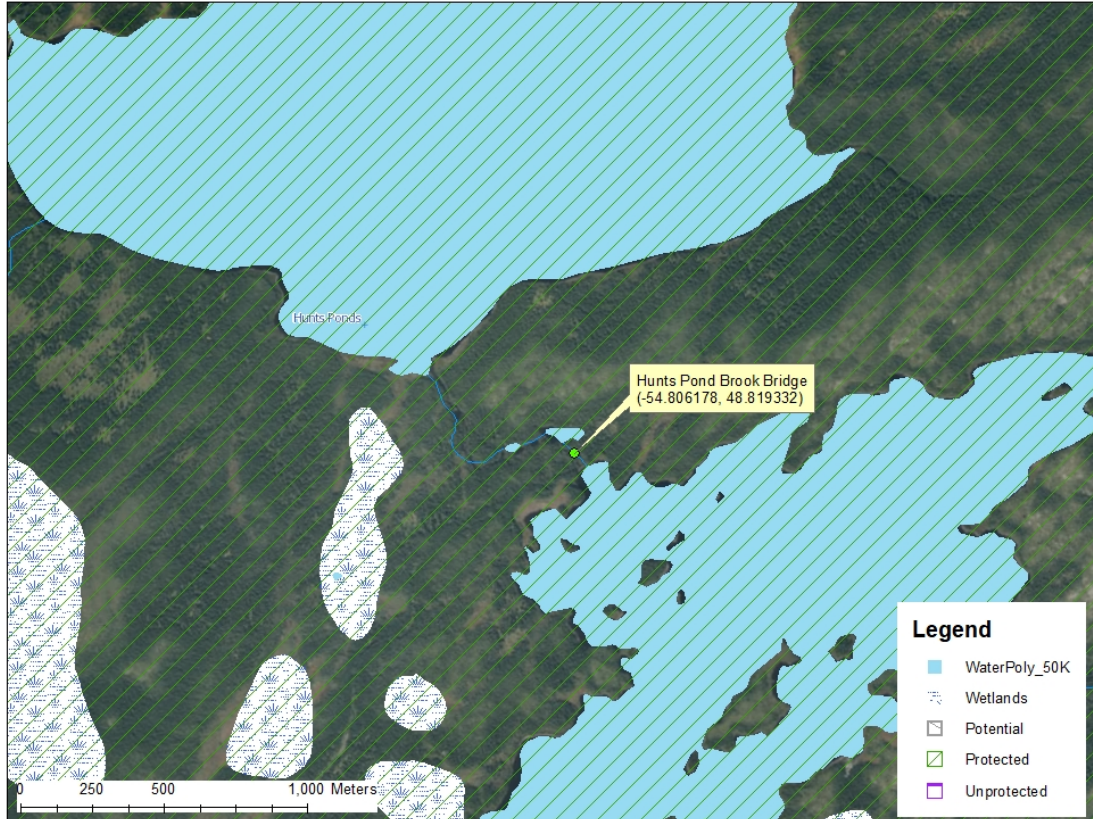 Hunts Ponds
Hunts Pond Brook Bridge
(-54.806178, 48.819332)
Legend
WaterPoly_50K
Wetlands
Potential
Protected
Unprotected
0 250 500 1,000 Meters